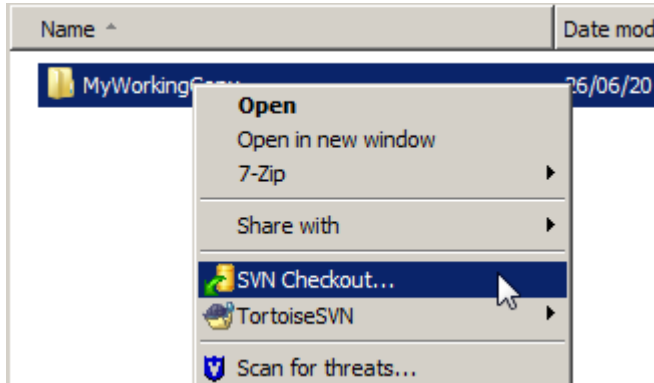 Name Date mod
MyWorkingCopy 26/06/20
Open
Open in new window
7-Zip
Share with
SVN Checkout...
TortoiseSVN
Scan for threats...